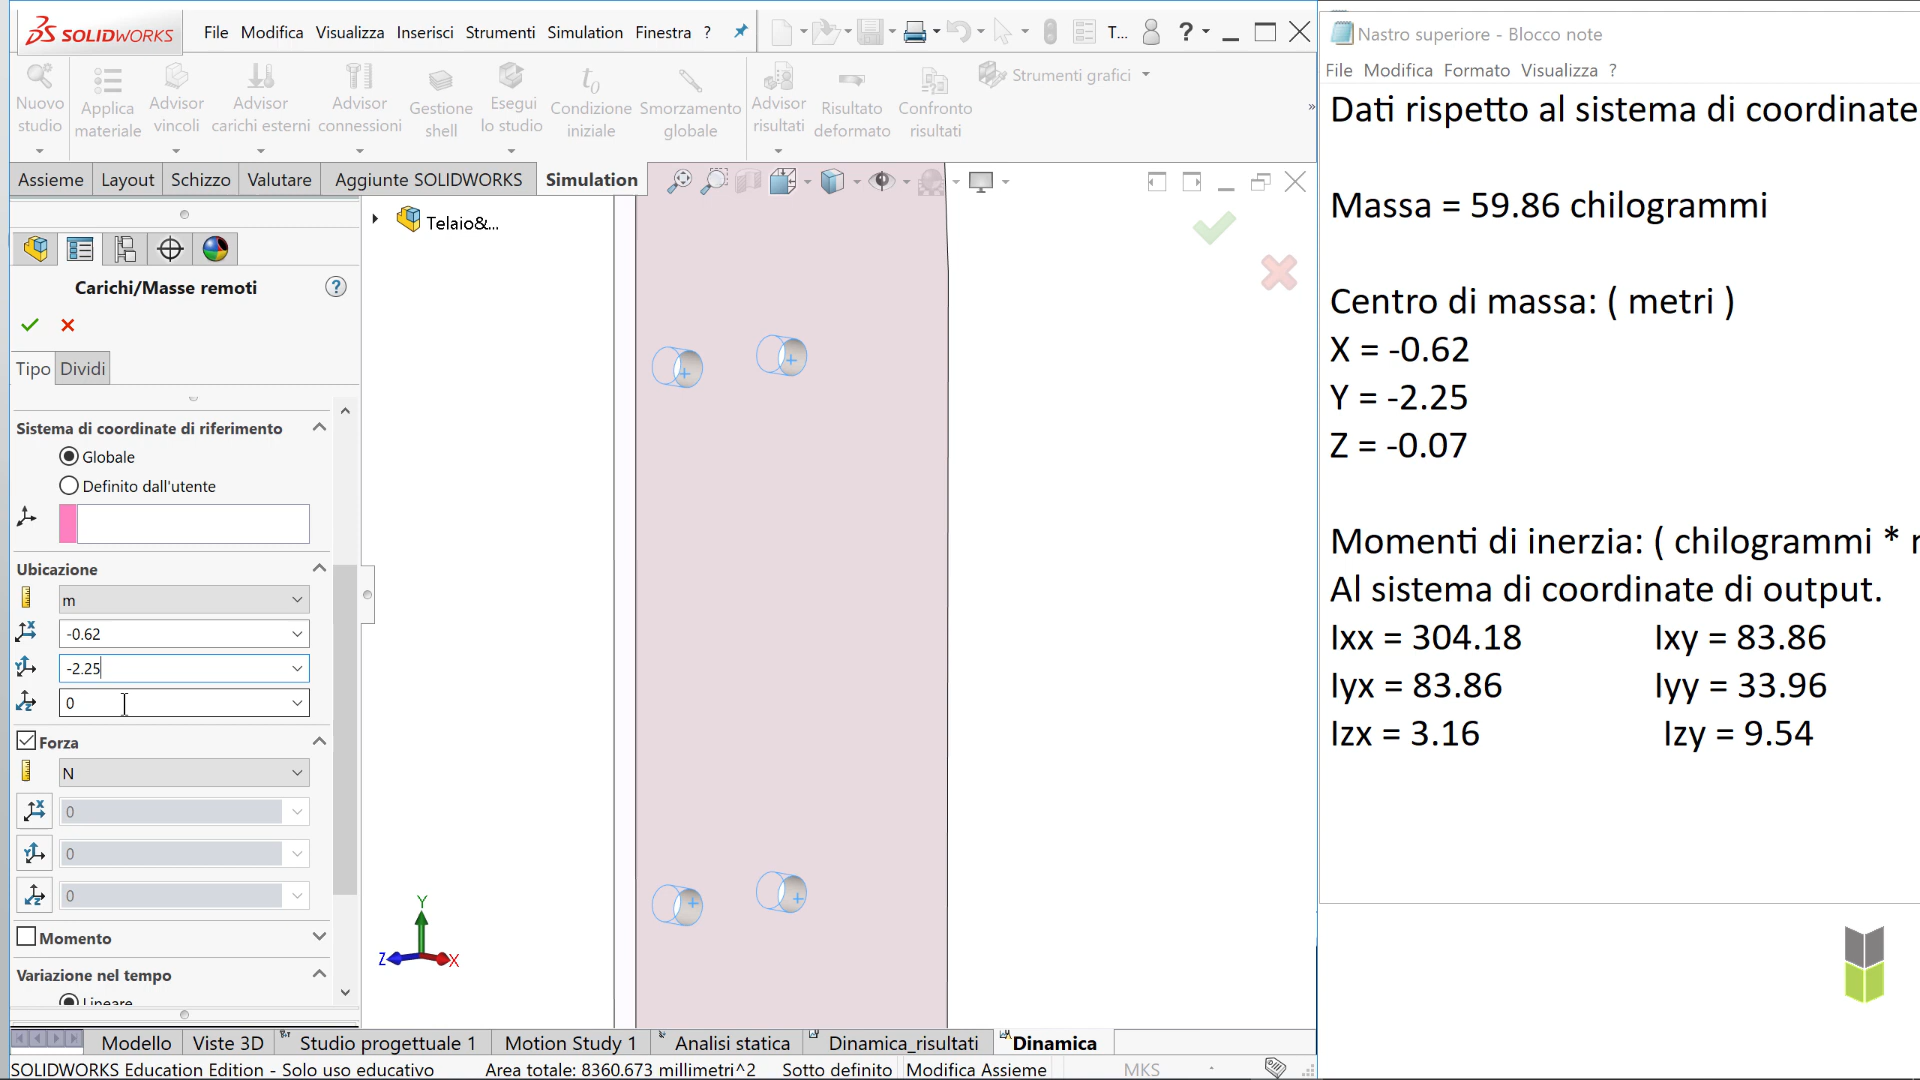 SOLIDWORKS
File Modifica Visualizza Inserisci Strumenti Simulation Finestra ?
T... ?
Nuovo studio
Applica materiale
Advisor vincoli
Advisor carichi esterni
Advisor connessioni
Gestione shell
Esegui lo studio
Condizione iniziale
Smorzamento globale
Advisor risultati
Risultato deformato
Confronto risultati
Strumenti grafici
Assieme Layout Schizzo Valutare Aggiunte SOLIDWORKS Simulation
Telaio&...
Carichi/Masse remoti
Tipo Dividi
Sistema di coordinate di riferimento
Globale
Definito dall'utente
Ubicazione
m
-0.62
-2.25
0
Forza
N
0
0
0
Momento
Variazione nel tempo
Lineare
Y
Z X
Modello Viste 3D Studio progettuale 1 Motion Study 1 Analisi statica Dinamica_risultati Dinamica
SOLIDWORKS Education Edition - Solo uso educativo Area totale: 8360.673 millimetri^2 Sotto definito Modifica Assieme MKS
Nastro superiore - Blocco note
File Modifica Formato Visualizza ?
Dati rispetto al sistema di coordinate
Massa = 59.86 chilogrammi
Centro di massa: ( metri )
X = -0.62
Y = -2.25
Z = -0.07
Momenti di inerzia: ( chilogrammi *
Al sistema di coordinate di output.
Ixx = 304.18 Ixy = 83.86
Iyx = 83.86 Iyy = 33.96
Izx = 3.16 Izy = 9.54